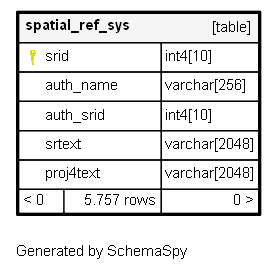 spatial_ref_sys [table]
srid int4[10]
auth_name varchar[256]
auth_srid int4[10]
srtext varchar[2048]
proj4text varchar[2048]
< 0 5.757 rows 0 >
Generated by SchemaSpy